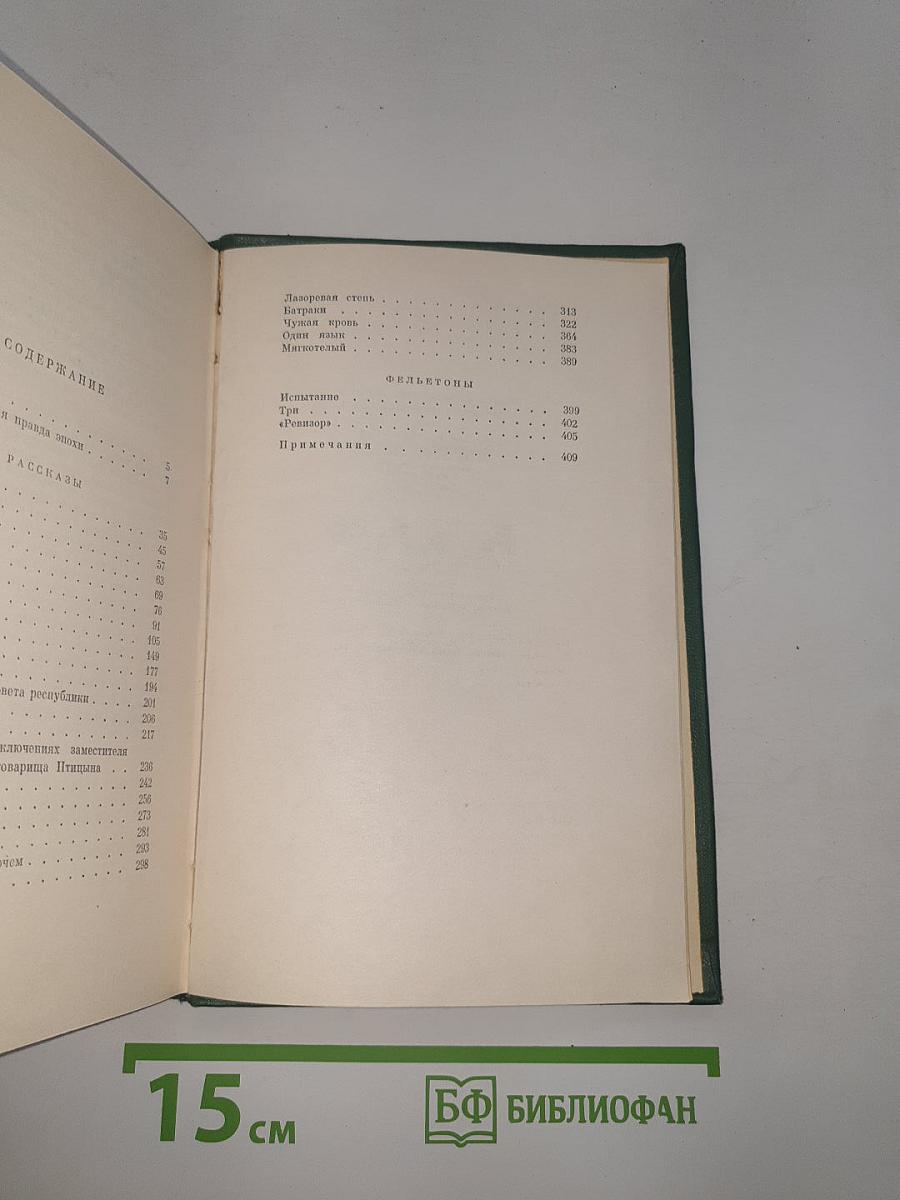 СОДЕРЖАНИЕ
. . . . . . . . 5
я правда эпохи . . . . . 7
РАССКАЗЫ
. . . . . . . . 35
. . . . . . . . 45
. . . . . . . . 57
. . . . . . . . 63
. . . . . . . . 69
. . . . . . . . 76
. . . . . . . . 91
. . . . . . . . 105
. . . . . . . . 149
. . . . . . . . 177
. . . . . . . . 194
овета республики . . . . 201
. . . . . . . . 206
. . . . . . . . 217
ключениях заместителя
товарища Птицына . . 236
. . . . . . . . 242
. . . . . . . . 256
. . . . . . . . 273
. . . . . . . . 281
. . . . . . . . 293
очем . . . . . . . . 298
Лазоревая степь . . . . . . . . 313
Батраки . . . . . . . . 322
Чужая кровь . . . . . . . . 364
Один язык . . . . . . . . 383
Мягкотелый . . . . . . . . 389
ФЕЛЬЕТОНЫ
Испытание . . . . . . . . 399
Три . . . . . . . . 402
«Ревизор» . . . . . . . . 405
Примечания . . . . . . . . 409
15 см
БФ БИБЛИОФАН